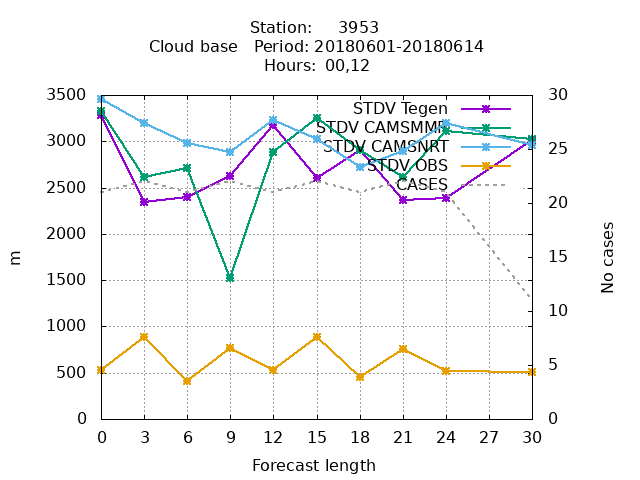 Station: 3953
Cloud base Period: 20180601-20180614
Hours: 00,12
3500
3000
2500
2000
1500
1000
500
0
m
30
25
20
15
10
5
0
No cases
STDV Tegen
STDV CAMSMMR
STDV CAMSNRT
STDV OBS
CASES
0 3 6 9 12 15 18 21 24 27 30
Forecast length